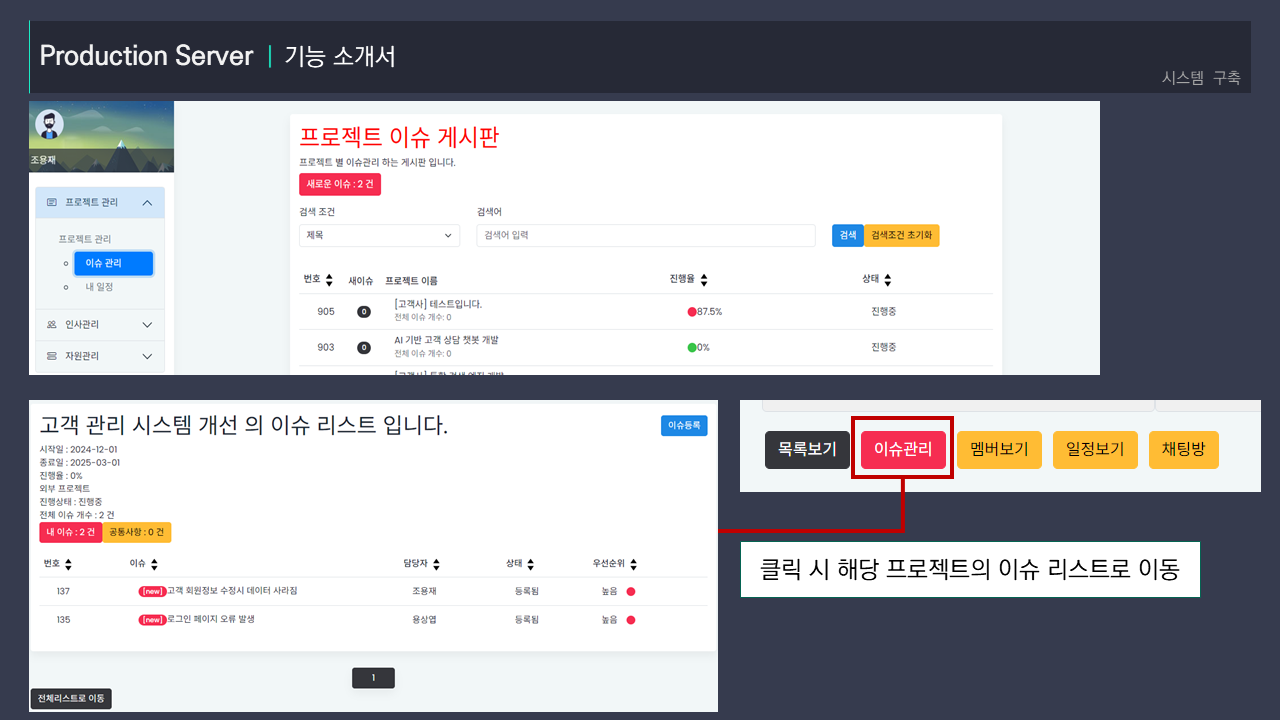 Production Server | 기능 소개서
시스템 구축
조용재
프로젝트 관리
프로젝트 관리
이슈 관리
내 일정
인사관리
자원관리
프로젝트 이슈 게시판
프로젝트 별 이슈관리 하는 게시판 입니다.
새로운 이슈 : 2 건
검색 조건 검색어
제목 검색어 입력 검색 검색조건 초기화
번호 새이슈 프로젝트 이름 진행율 상태
905 0 [고객사] 테스트입니다. 87.5% 진행중
전체 이슈 개수: 0
903 0 AI 기반 고객 상담 챗봇 개발 0% 진행중
전체 이슈 개수: 0
고객 관리 시스템 개선 의 이슈 리스트 입니다.
이슈등록
시작일 : 2024-12-01
종료일 : 2025-03-01
진행율 : 0%
외부 프로젝트
진행상태 : 진행중
전체 이슈 개수 : 2 건
내 이슈 : 2 건 공통사항 : 0 건
번호 이슈 담당자 상태 우선순위
137 [new] 고객 회원정보 수정시 데이터 사라짐 조용재 등록됨 높음
135 [new] 로그인 페이지 오류 발생 용상엽 등록됨 높음
1
전체리스트로 이동
목록보기 이슈관리 멤버보기 일정보기 채팅방
클릭 시 해당 프로젝트의 이슈 리스트로 이동